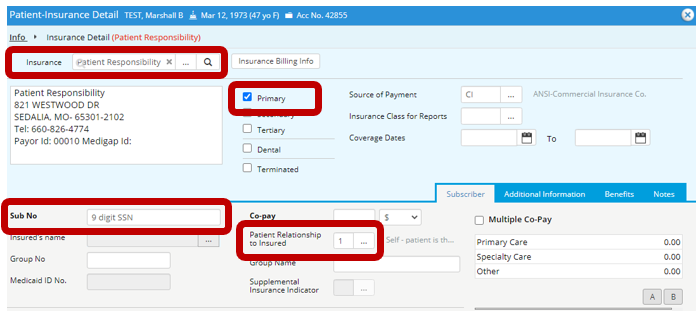 Patient-Insurance Detail TEST, Marshall B Mar 12, 1973 (47 yo F) Acc No. 42855
Info Insurance Detail (Patient Responsibility)
Insurance Patient Responsibility × ... Insurance Billing Info
Patient Responsibility
821 WESTWOOD DR
SEDALIA, MO- 65301-2102
Tel: 660-826-4774
Payor Id: 00010 Medigap Id:
Primary
Secondary
Tertiary
Dental
Terminated
Source of Payment CI ... ANSI-Commercial Insurance Co.
Insurance Class for Reports ...
Coverage Dates To
Subscriber Additional Information Benefits Notes
Sub No 9 digit SSN
Insured's name ...
Group No
Medicaid ID No.
Co-pay $
Patient Relationship
to Insured 1 ... Self - patient is th...
Group Name
Supplemental
Insurance Indicator ...
Multiple Co-Pay
Primary Care 0.00
Specialty Care 0.00
Other 0.00
A B